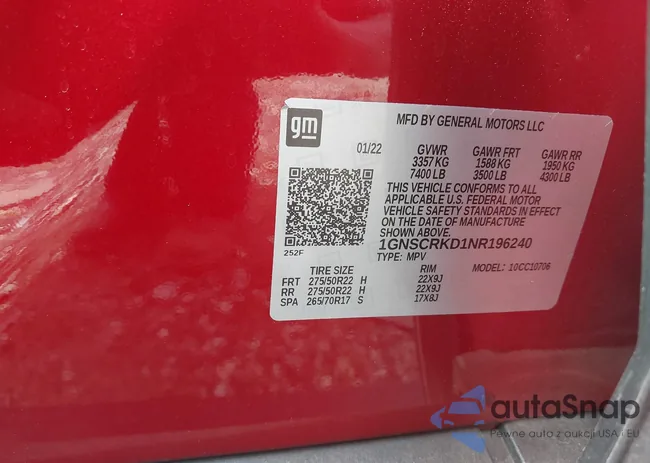 gm
MFD BY GENERAL MOTORS LLC
01/22 GVWR GAWR FRT GAWR RR
3357 KG 1588 KG 1950 KG
7400 LB 3500 LB 4300 LB
THIS VEHICLE CONFORMS TO ALL
APPLICABLE U.S. FEDERAL MOTOR
VEHICLE SAFETY STANDARDS IN EFFECT
ON THE DATE OF MANUFACTURE
SHOWN ABOVE.
252F
1GNSCRKD1NR196240
TYPE: MPV MODEL: 10CC10706
TIRE SIZE RIM
FRT 275/50R22 H 22X9J
RR 275/50R22 H 22X9J
SPA 265/70R17 S 17X8J
autaSnap
Pewne auto z aukcji USA i EU